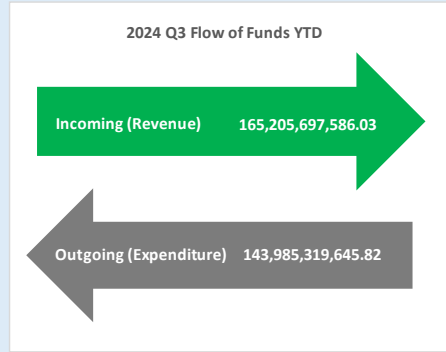 2024 Q3 Flow of Funds YTD
Incoming (Revenue) 165,205,697,586.03
Outgoing (Expenditure) 143,985,319,645.82